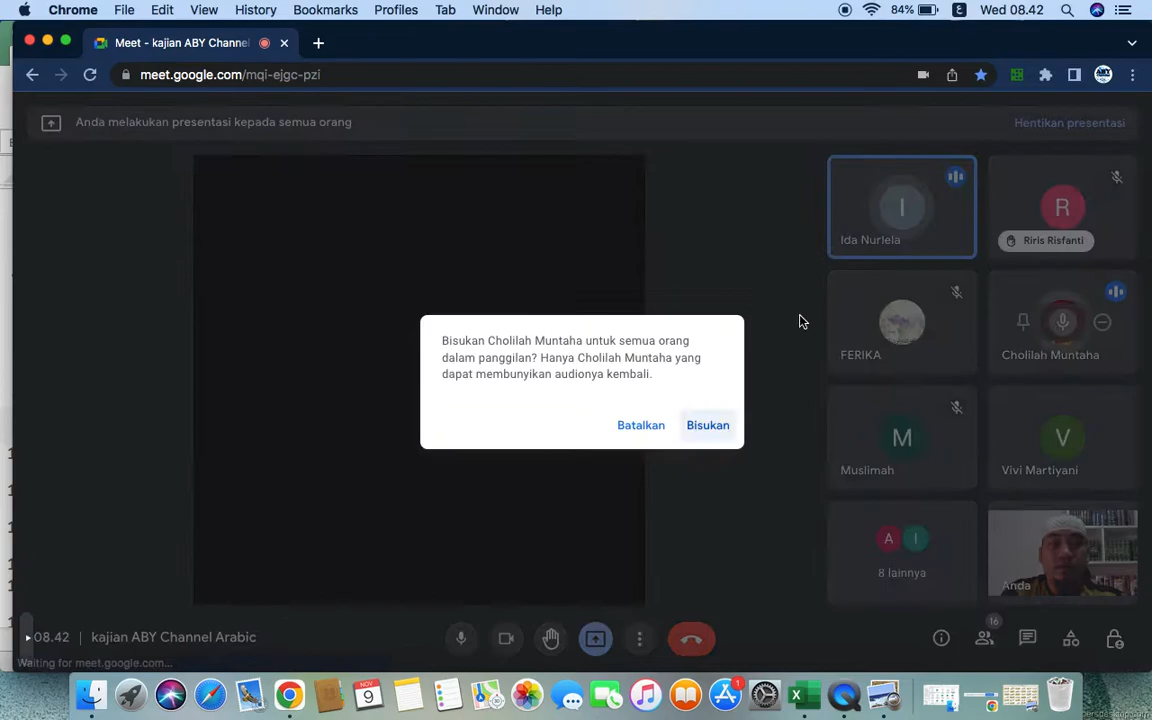 Chrome File Edit View History Bookmarks Profiles Tab Window Help 84% ع Wed 08.42
Meet - kajian ABY Channel
meet.google.com/mqi-ejgc-pzi
Anda melakukan presentasi kepada semua orang Hentikan presentasi
I
Ida Nurlela
R
Riris Risfanti
FERIKA
Cholilah Muntaha
Bisukan Cholilah Muntaha untuk semua orang
dalam panggilan? Hanya Cholilah Muntaha yang
dapat membunyikan audionya kembali.
Batalkan Bisukan
M
Muslimah
V
Vivi Martiyani
A I
8 lainnya
Anda
08.42 | kajian ABY Channel Arabic
16
Waiting for meet.google.com...
NOV
9
1